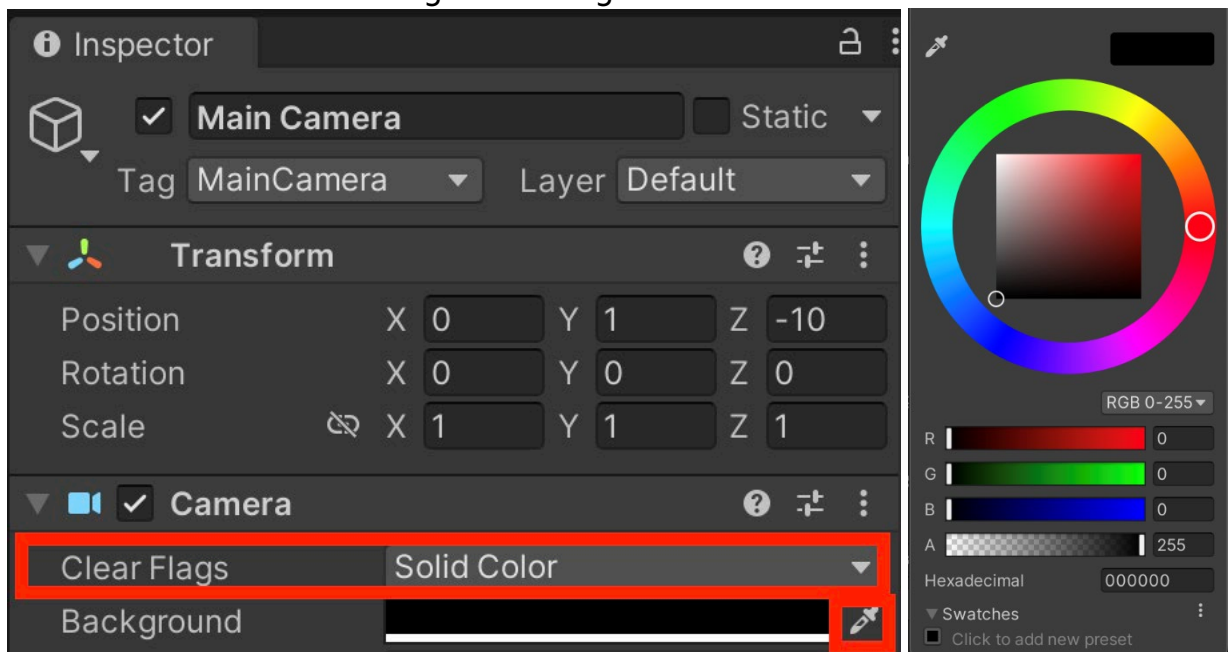 Inspector
Main Camera
Static
Tag MainCamera Layer Default
Transform
Position X 0 Y 1 Z -10
Rotation X 0 Y 0 Z 0
Scale X 1 Y 1 Z 1
Camera
Clear Flags Solid Color
Background
RGB 0-255
R 0
G 0
B 0
A 255
Hexadecimal 000000
Swatches
Click to add new preset